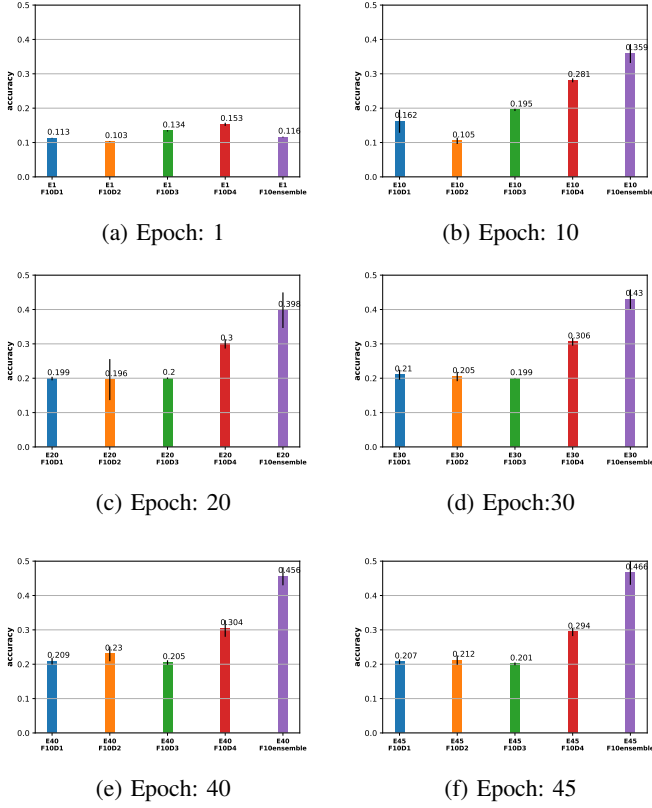 0.5
0.4
0.3
0.2
0.1
0.0
accuracy
0.113
0.103
0.134
0.153
0.116
E1 E1 E1 E1 E1
F10D1 F10D2 F10D3 F10D4 F10ensemble
(a) Epoch: 1
0.5
0.4
0.3
0.2
0.1
0.0
accuracy
0.162
0.105
0.195
0.281
0.359
E10 E10 E10 E10 E10
F10D1 F10D2 F10D3 F10D4 F10ensemble
(b) Epoch: 10
0.5
0.4
0.3
0.2
0.1
0.0
accuracy
0.199
0.196
0.2
0.3
0.398
E20 E20 E20 E20 E20
F10D1 F10D2 F10D3 F10D4 F10ensemble
(c) Epoch: 20
0.5
0.4
0.3
0.2
0.1
0.0
accuracy
0.21
0.205
0.199
0.306
0.43
E30 E30 E30 E30 E30
F10D1 F10D2 F10D3 F10D4 F10ensemble
(d) Epoch:30
0.5
0.4
0.3
0.2
0.1
0.0
accuracy
0.209
0.23
0.205
0.304
0.456
E40 E40 E40 E40 E40
F10D1 F10D2 F10D3 F10D4 F10ensemble
(e) Epoch: 40
0.5
0.4
0.3
0.2
0.1
0.0
accuracy
0.207
0.212
0.201
0.294
0.466
E45 E45 E45 E45 E45
F10D1 F10D2 F10D3 F10D4 F10ensemble
(f) Epoch: 45